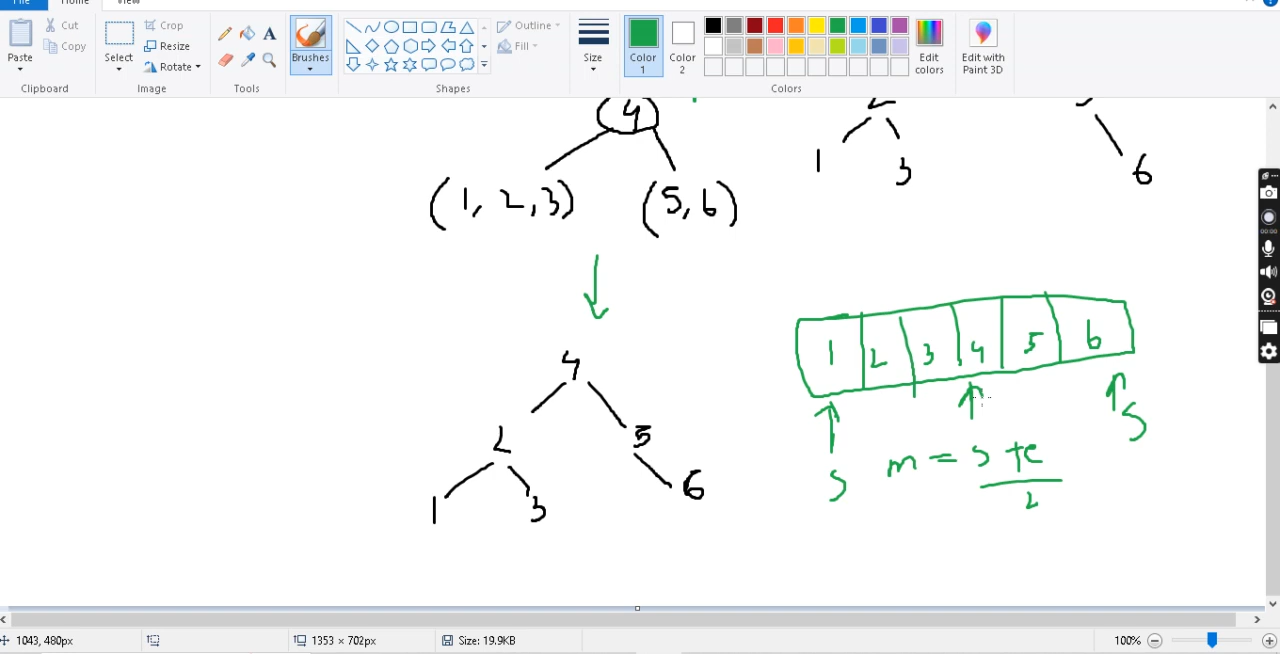 File Home View
Paste
Cut
Copy
Clipboard
Select
Crop
Resize
Rotate
Image
Tools
Brushes
Shapes
Outline
Fill
Size
Color 1
Color 2
Colors
Edit colors
Edit with Paint 3D
4
2
1 3
6
(1, 2, 3) (5, 6)
1 2 3 4 5 6
4
2 5
1 3 6
S
S
m = s + e
2
00:00
1043, 480px
1353 × 702px
Size: 19.9KB
100%